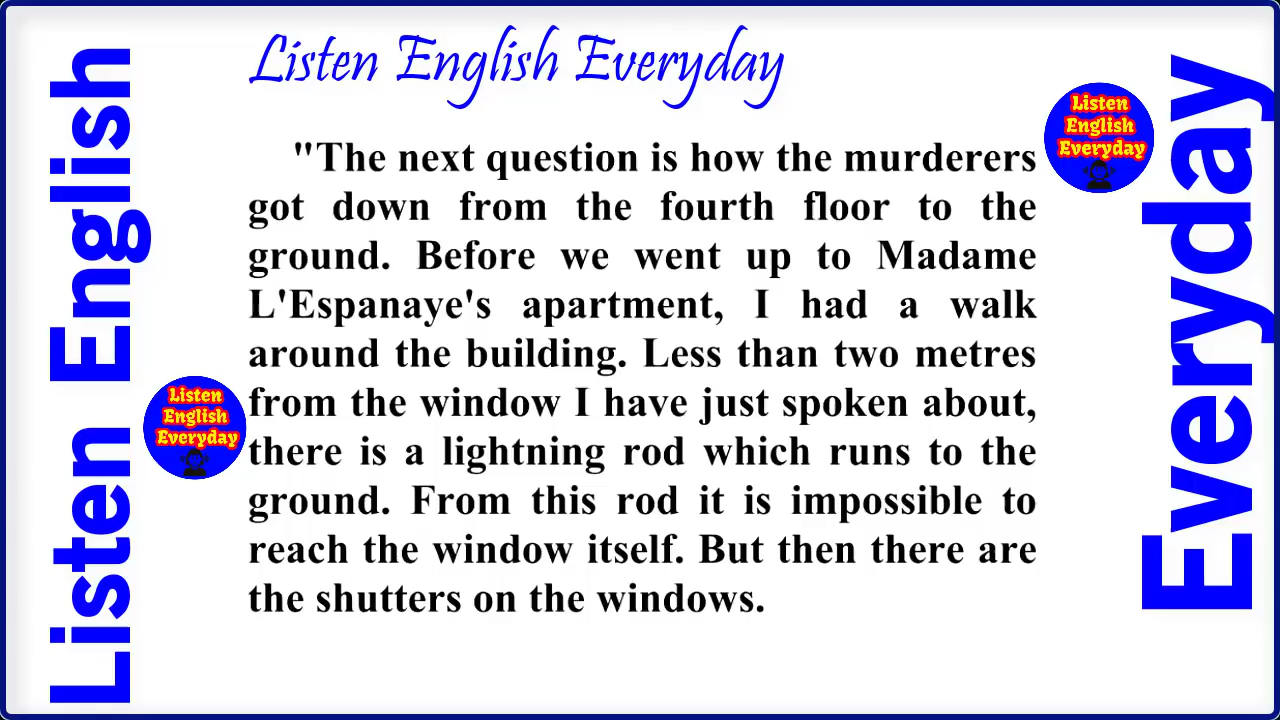 Listen English Everyday
Listen English
Everyday
Listen
English
Everyday
Listen
English
Everyday
"The next question is how the murderers
got down from the fourth floor to the
ground. Before we went up to Madame
L'Espanaye's apartment, I had a walk
around the building. Less than two metres
from the window I have just spoken about,
there is a lightning rod which runs to the
ground. From this rod it is impossible to
reach the window itself. But then there are
the shutters on the windows.